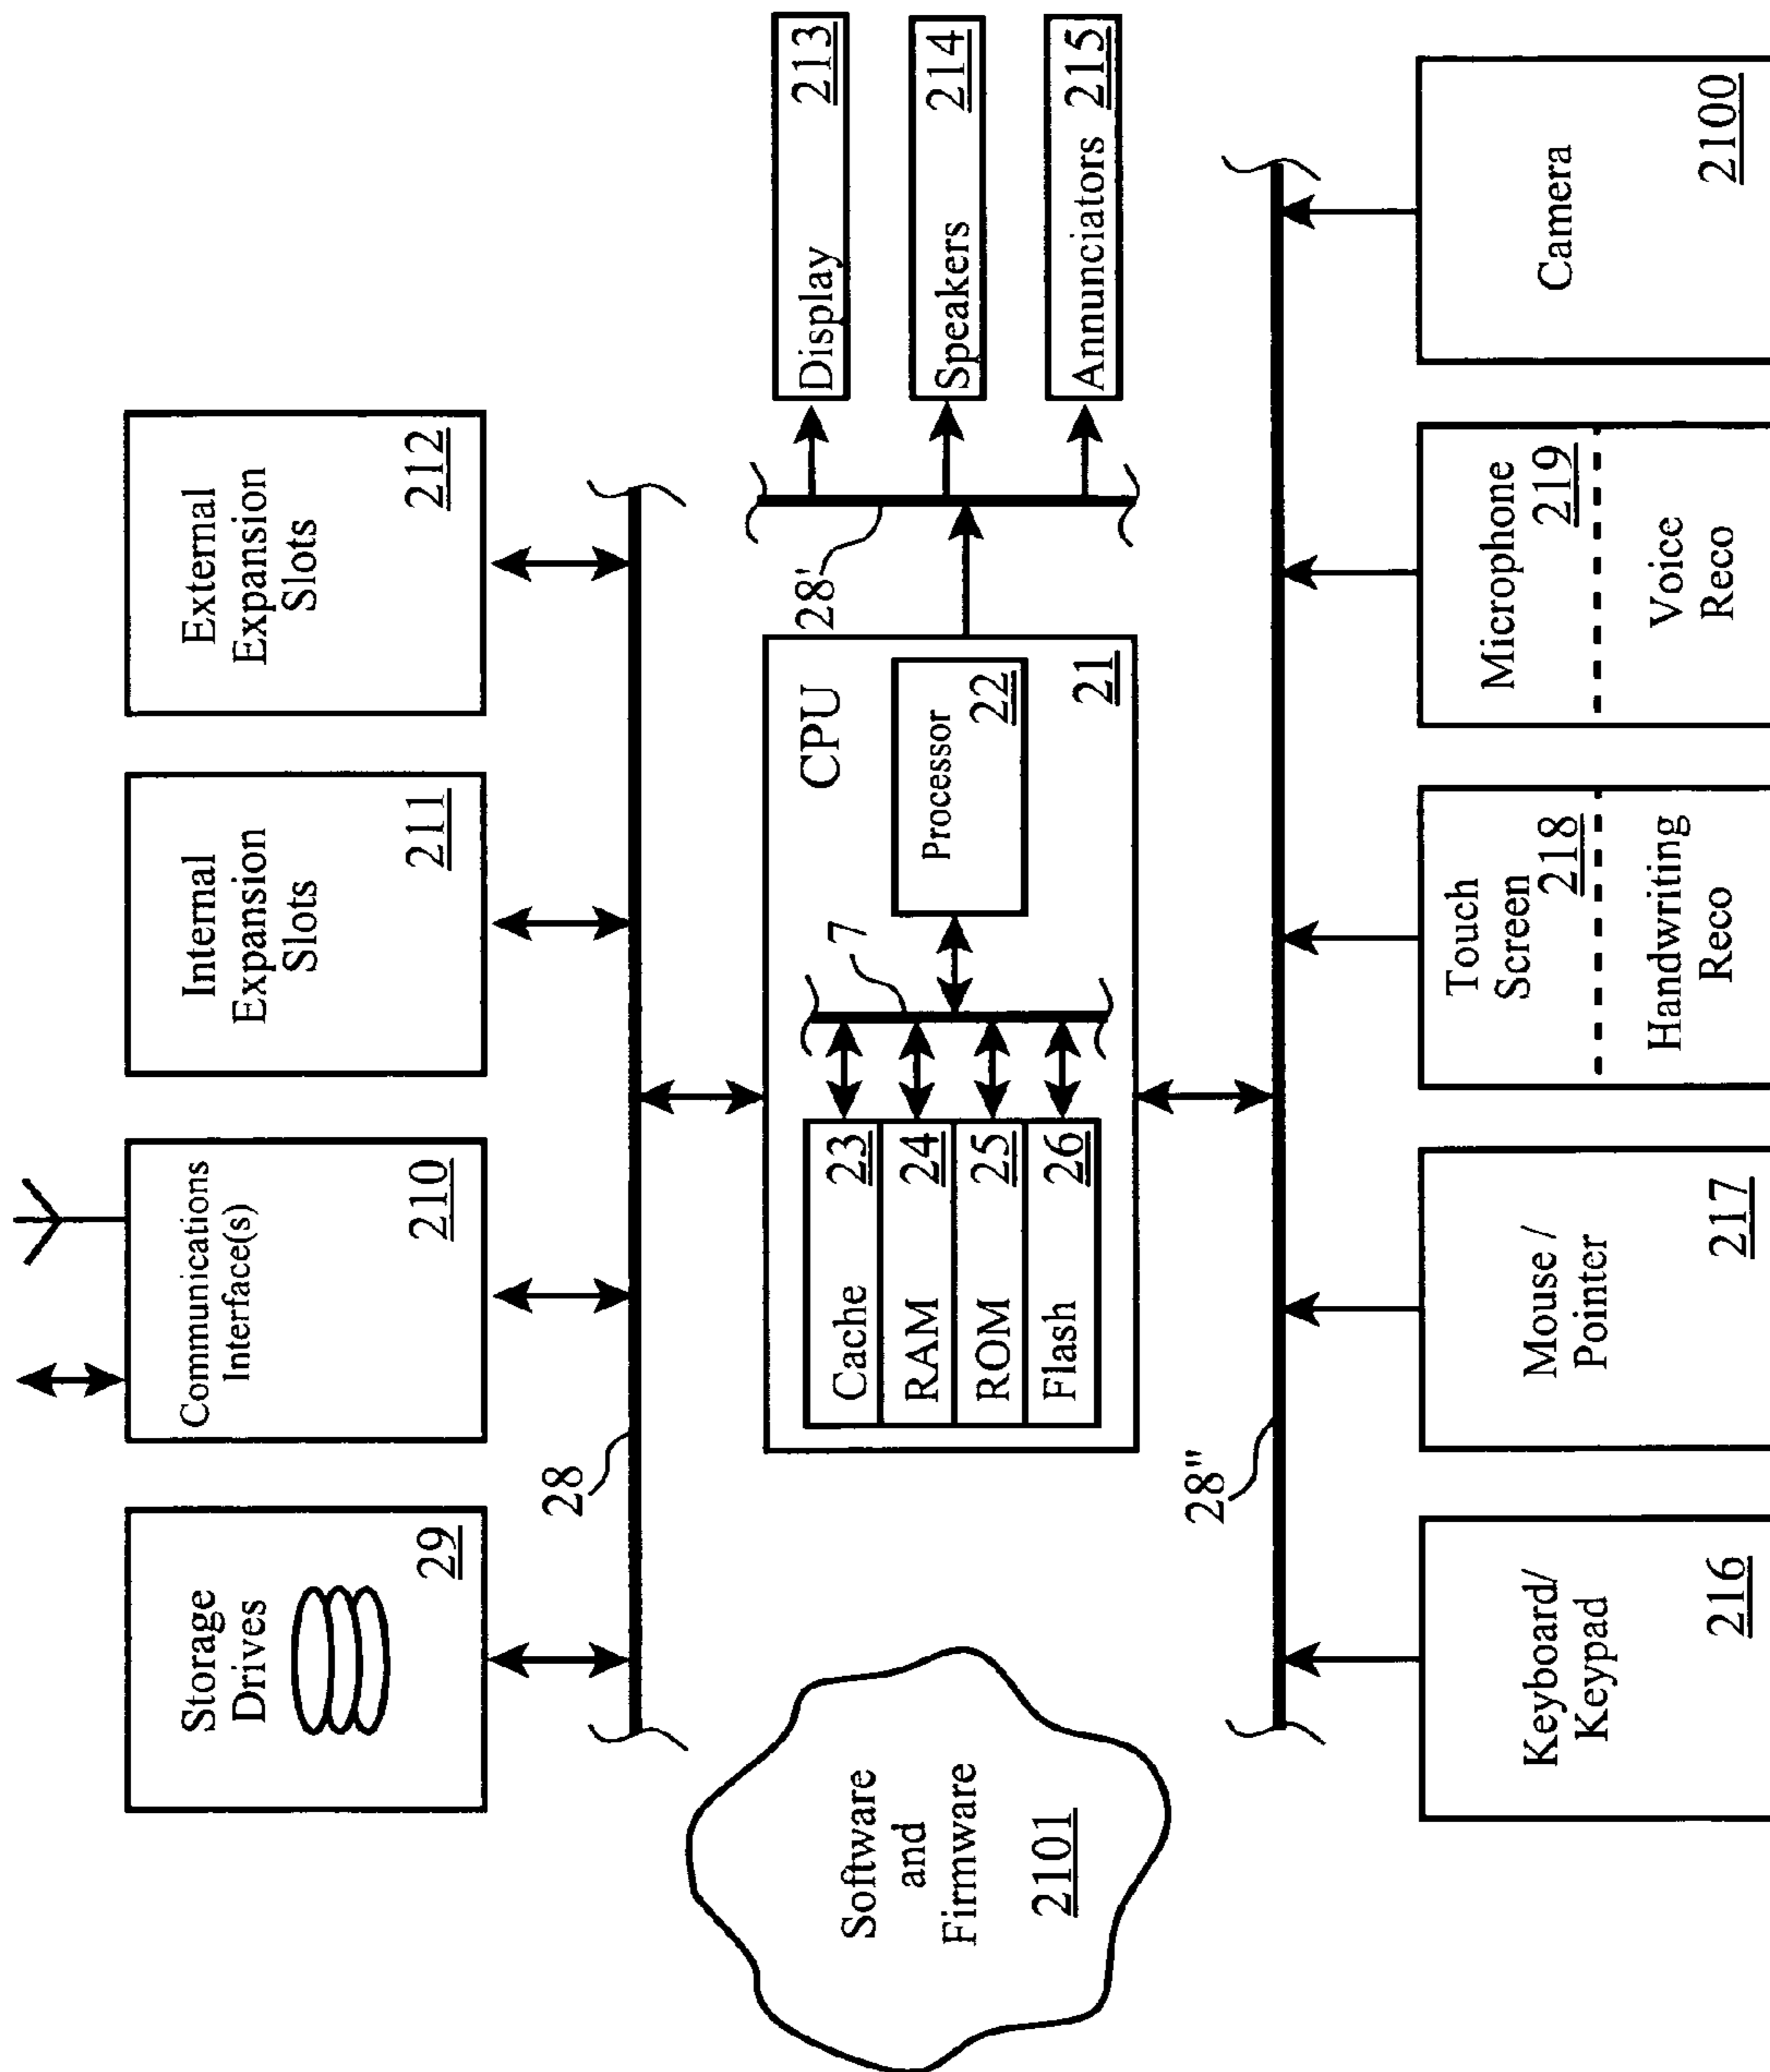 Storage
Drives
29
Communications
Interface(s)
210
Internal
Expansion
Slots
211
External
Expansion
Slots
212
28
Software
and
Firmware
2101
CPU
Cache 23
RAM 24
ROM 25
Flash 26
7
Processor
22
21
28'
Display 213
Speakers 214
Annunciators 215
28"
Keyboard/
Keypad
216
Mouse /
Pointer
217
Touch
Screen
218
Handwriting
Reco
Microphone
219
Voice
Reco
Camera
2100